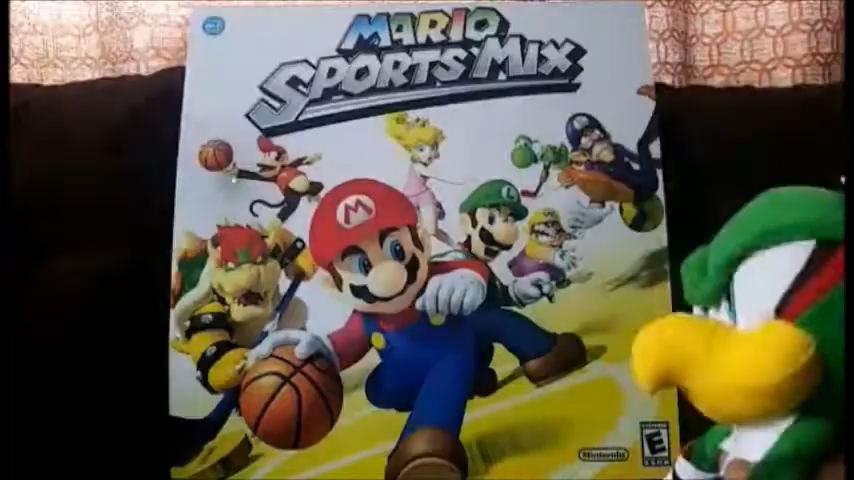 MARIO
SPORTS MIX
M
L
E
Nintendo